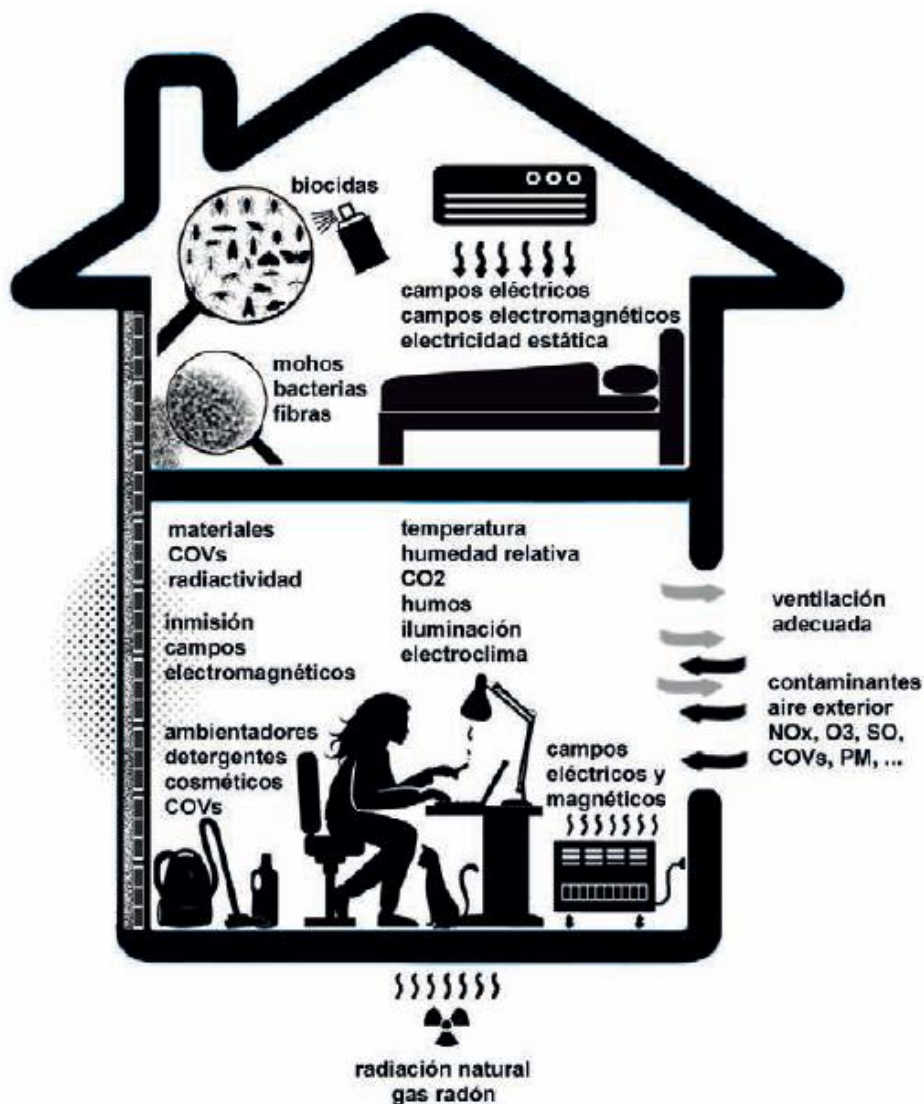 biocidas
campos eléctricos
campos electromagnéticos
electricidad estática
mohos
bacterias
fibras
materiales
COVs
radiactividad
inmisión
campos
electromagnéticos
temperatura
humedad relativa
CO2
humos
iluminación
electroclima
ventilación
adecuada
contaminantes
aire exterior
NOx, O3, SO,
COVs, PM, ...
ambientadores
detergentes
cosméticos
COVs
campos
eléctricos y
magnéticos
radiación natural
gas radón